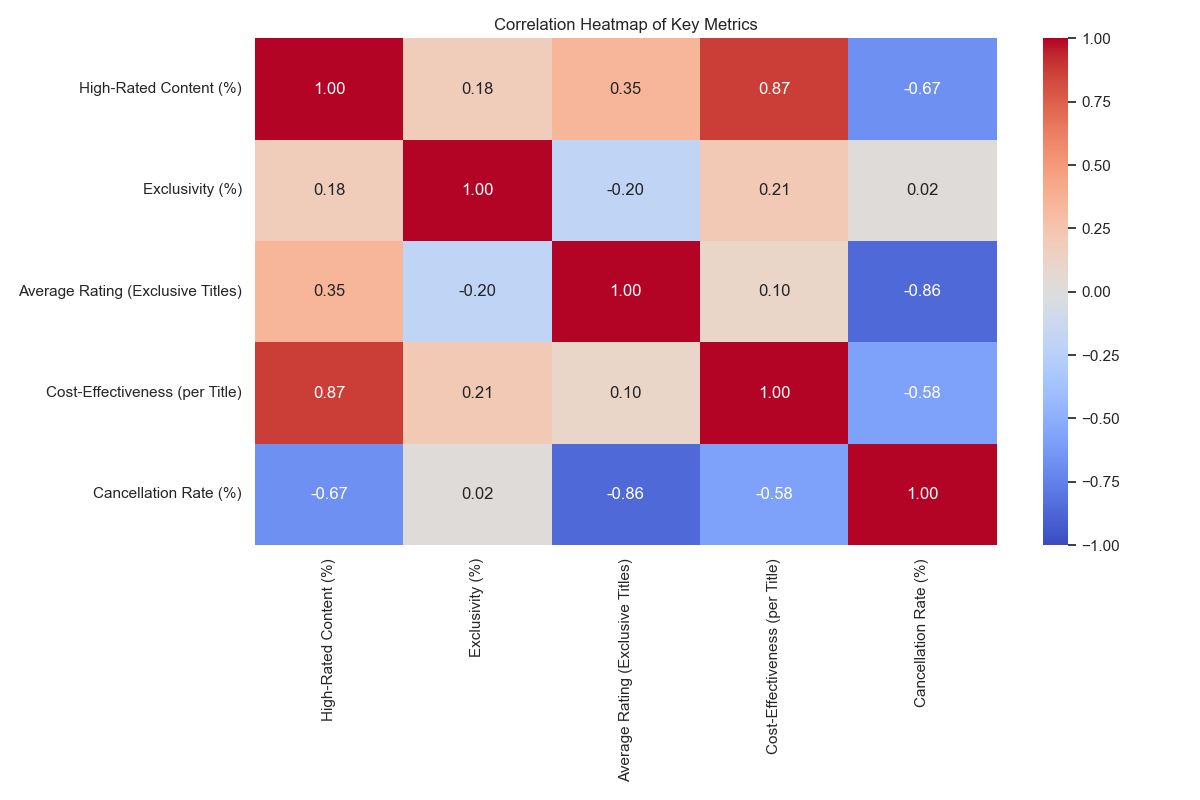 Correlation Heatmap of Key Metrics
High-Rated Content (%) 1.00 0.18 0.35 0.87 -0.67
Exclusivity (%) 0.18 1.00 -0.20 0.21 0.02
Average Rating (Exclusive Titles) 0.35 -0.20 1.00 0.10 -0.86
Cost-Effectiveness (per Title) 0.87 0.21 0.10 1.00 -0.58
Cancellation Rate (%) -0.67 0.02 -0.86 -0.58 1.00
High-Rated Content (%)
Exclusivity (%)
Average Rating (Exclusive Titles)
Cost-Effectiveness (per Title)
Cancellation Rate (%)
1.00
0.75
0.50
0.25
0.00
−0.25
−0.50
−0.75
−1.00